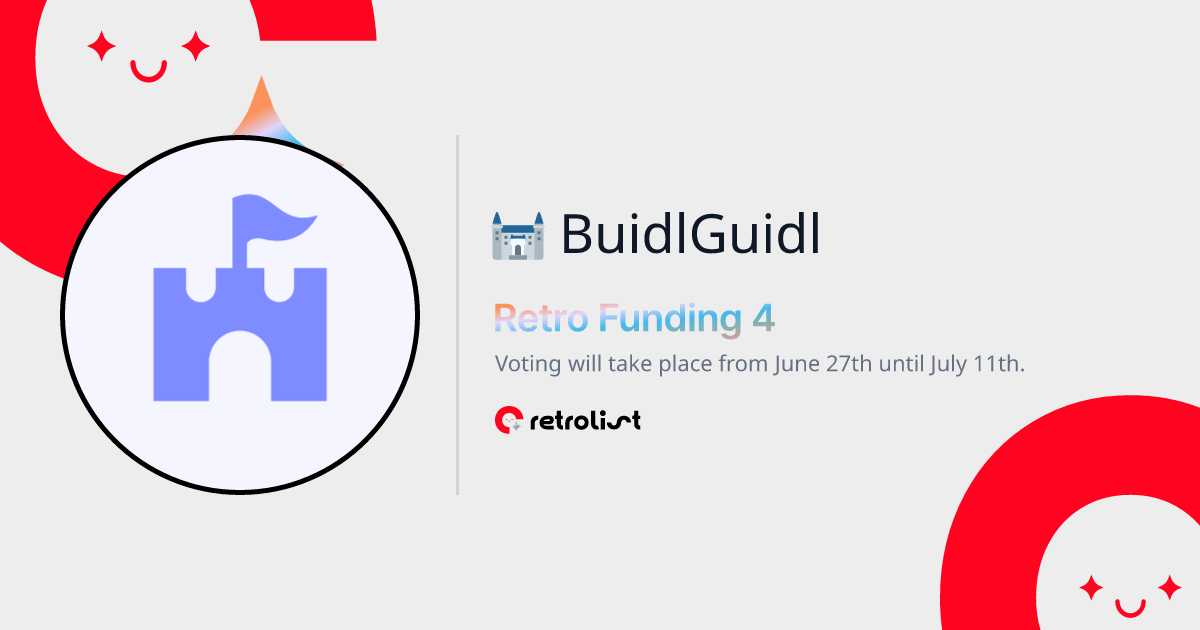 🏰 BuidlGuidl
Retro Funding 4
Voting will take place from June 27th until July 11th.
retrolist